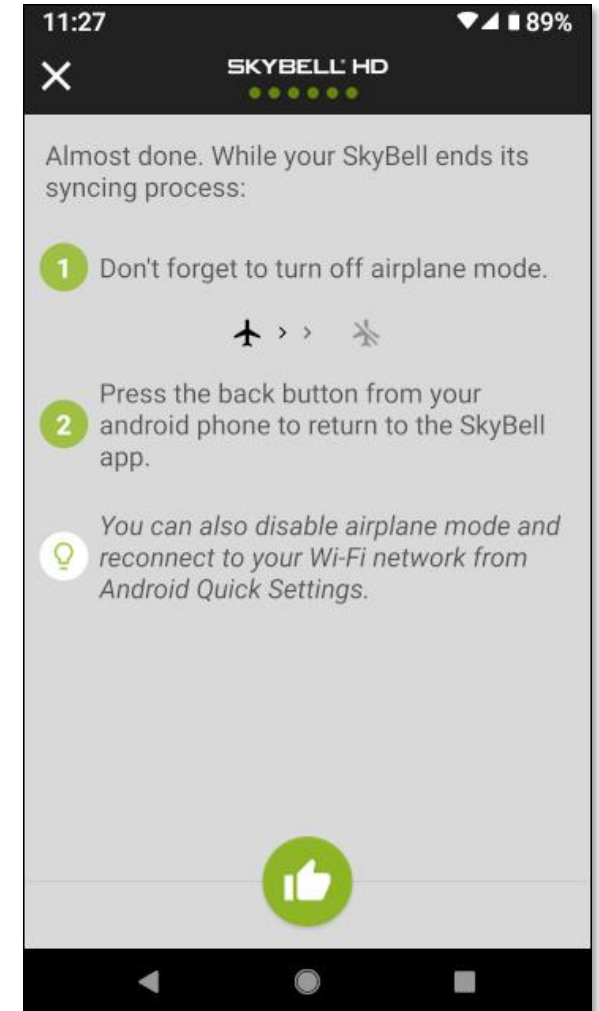 11:27
89%
SKYBELL HD
Almost done. While your SkyBell ends its
syncing process:
1
Don't forget to turn off airplane mode.
Press the back button from your
2
android phone to return to the SkyBell
app.
You can also disable airplane mode and
reconnect to your Wi-Fi network from
Android Quick Settings.